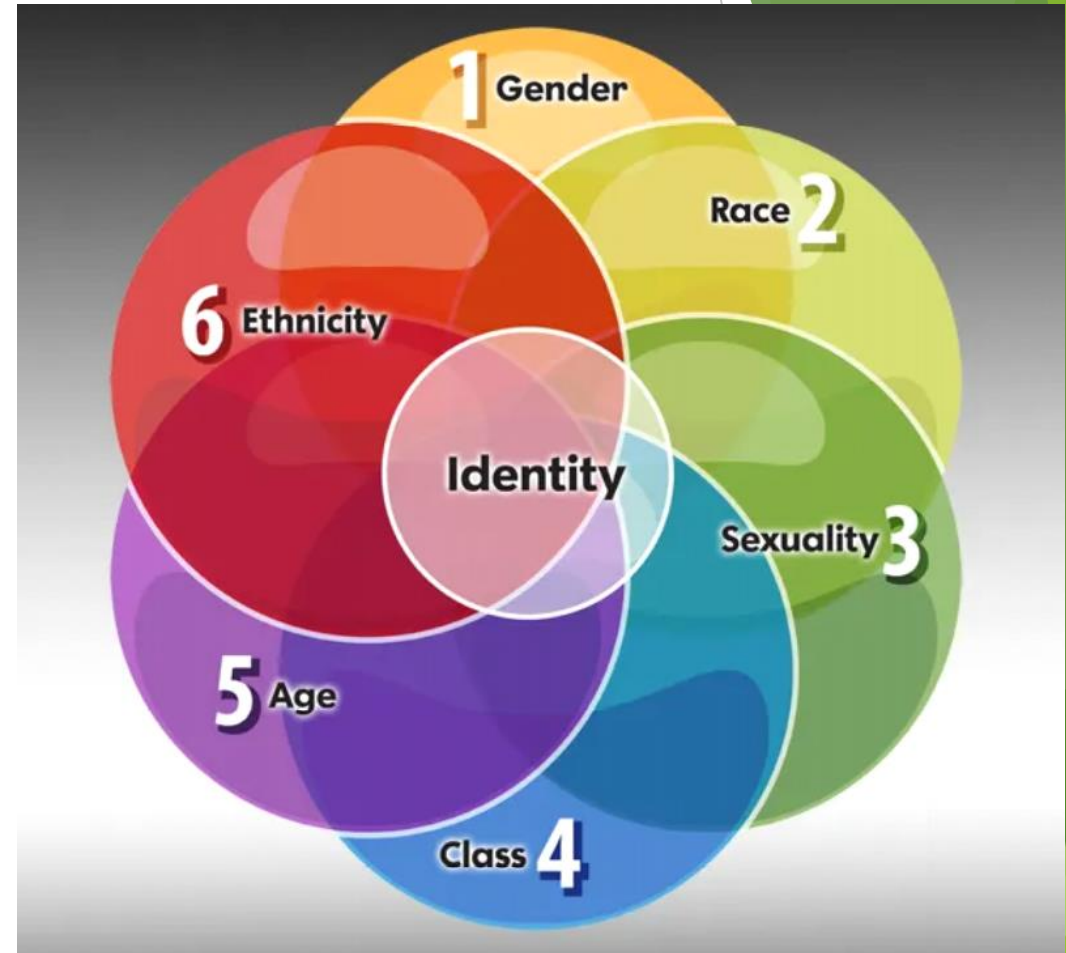 1 Gender
Race 2
6 Ethnicity
Identity
Sexuality 3
5 Age
Class 4